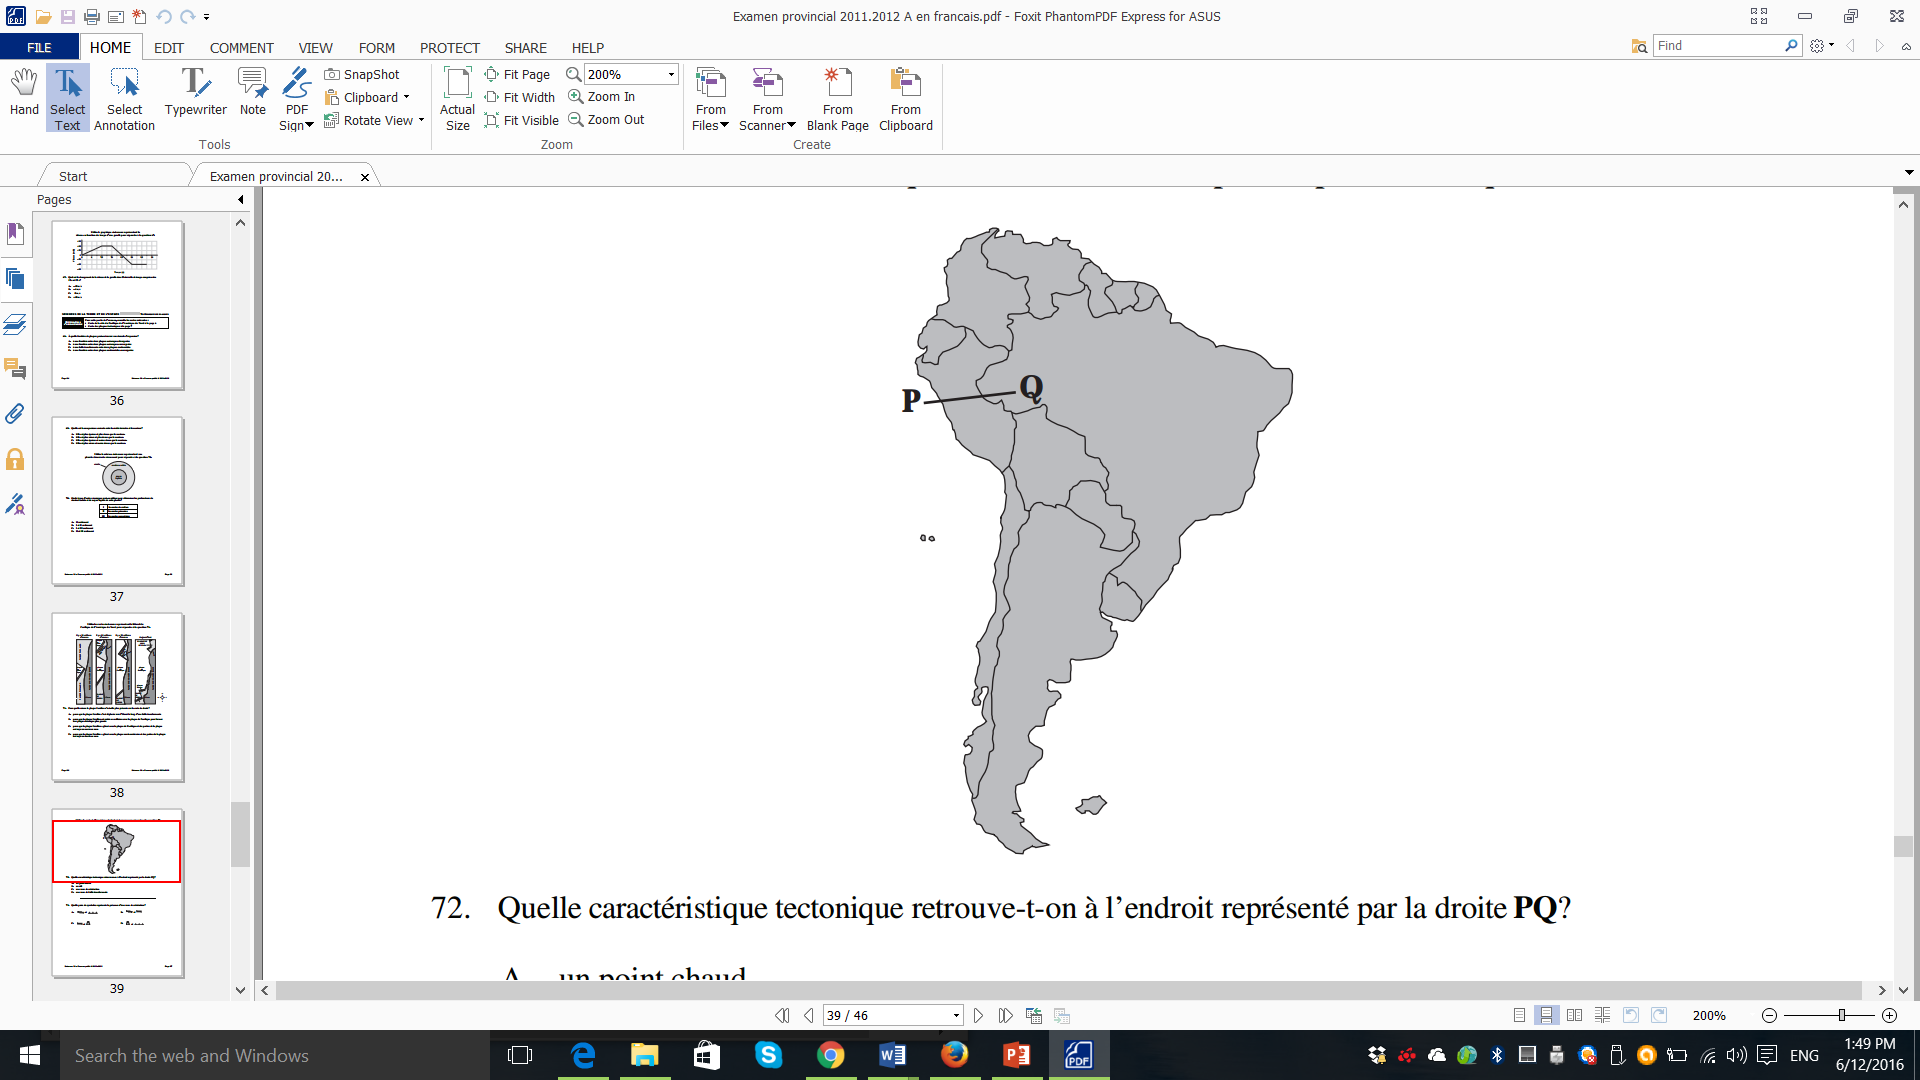 Examen provincial 2011.2012 A en francais.pdf - Foxit PhantomPDF Express for ASUS
FILE HOME EDIT COMMENT VIEW FORM PROTECT SHARE HELP
Find
Hand
Select Text
Select Annotation
Typewriter
Note
PDF Sign
SnapShot
Clipboard
Rotate View
Tools
Actual Size
Fit Page
Fit Width
Fit Visible
200%
Zoom In
Zoom Out
Zoom
From Files
From Scanner
From Blank Page
From Clipboard
Create
Start
Examen provincial 20...
Pages
36
37
38
39
P
Q
72. Quelle caractéristique tectonique retrouve-t-on à l’endroit représenté par la droite PQ?
A. un point chaud
39 / 46
200%
Search the web and Windows
ENG
1:49 PM
6/12/2016